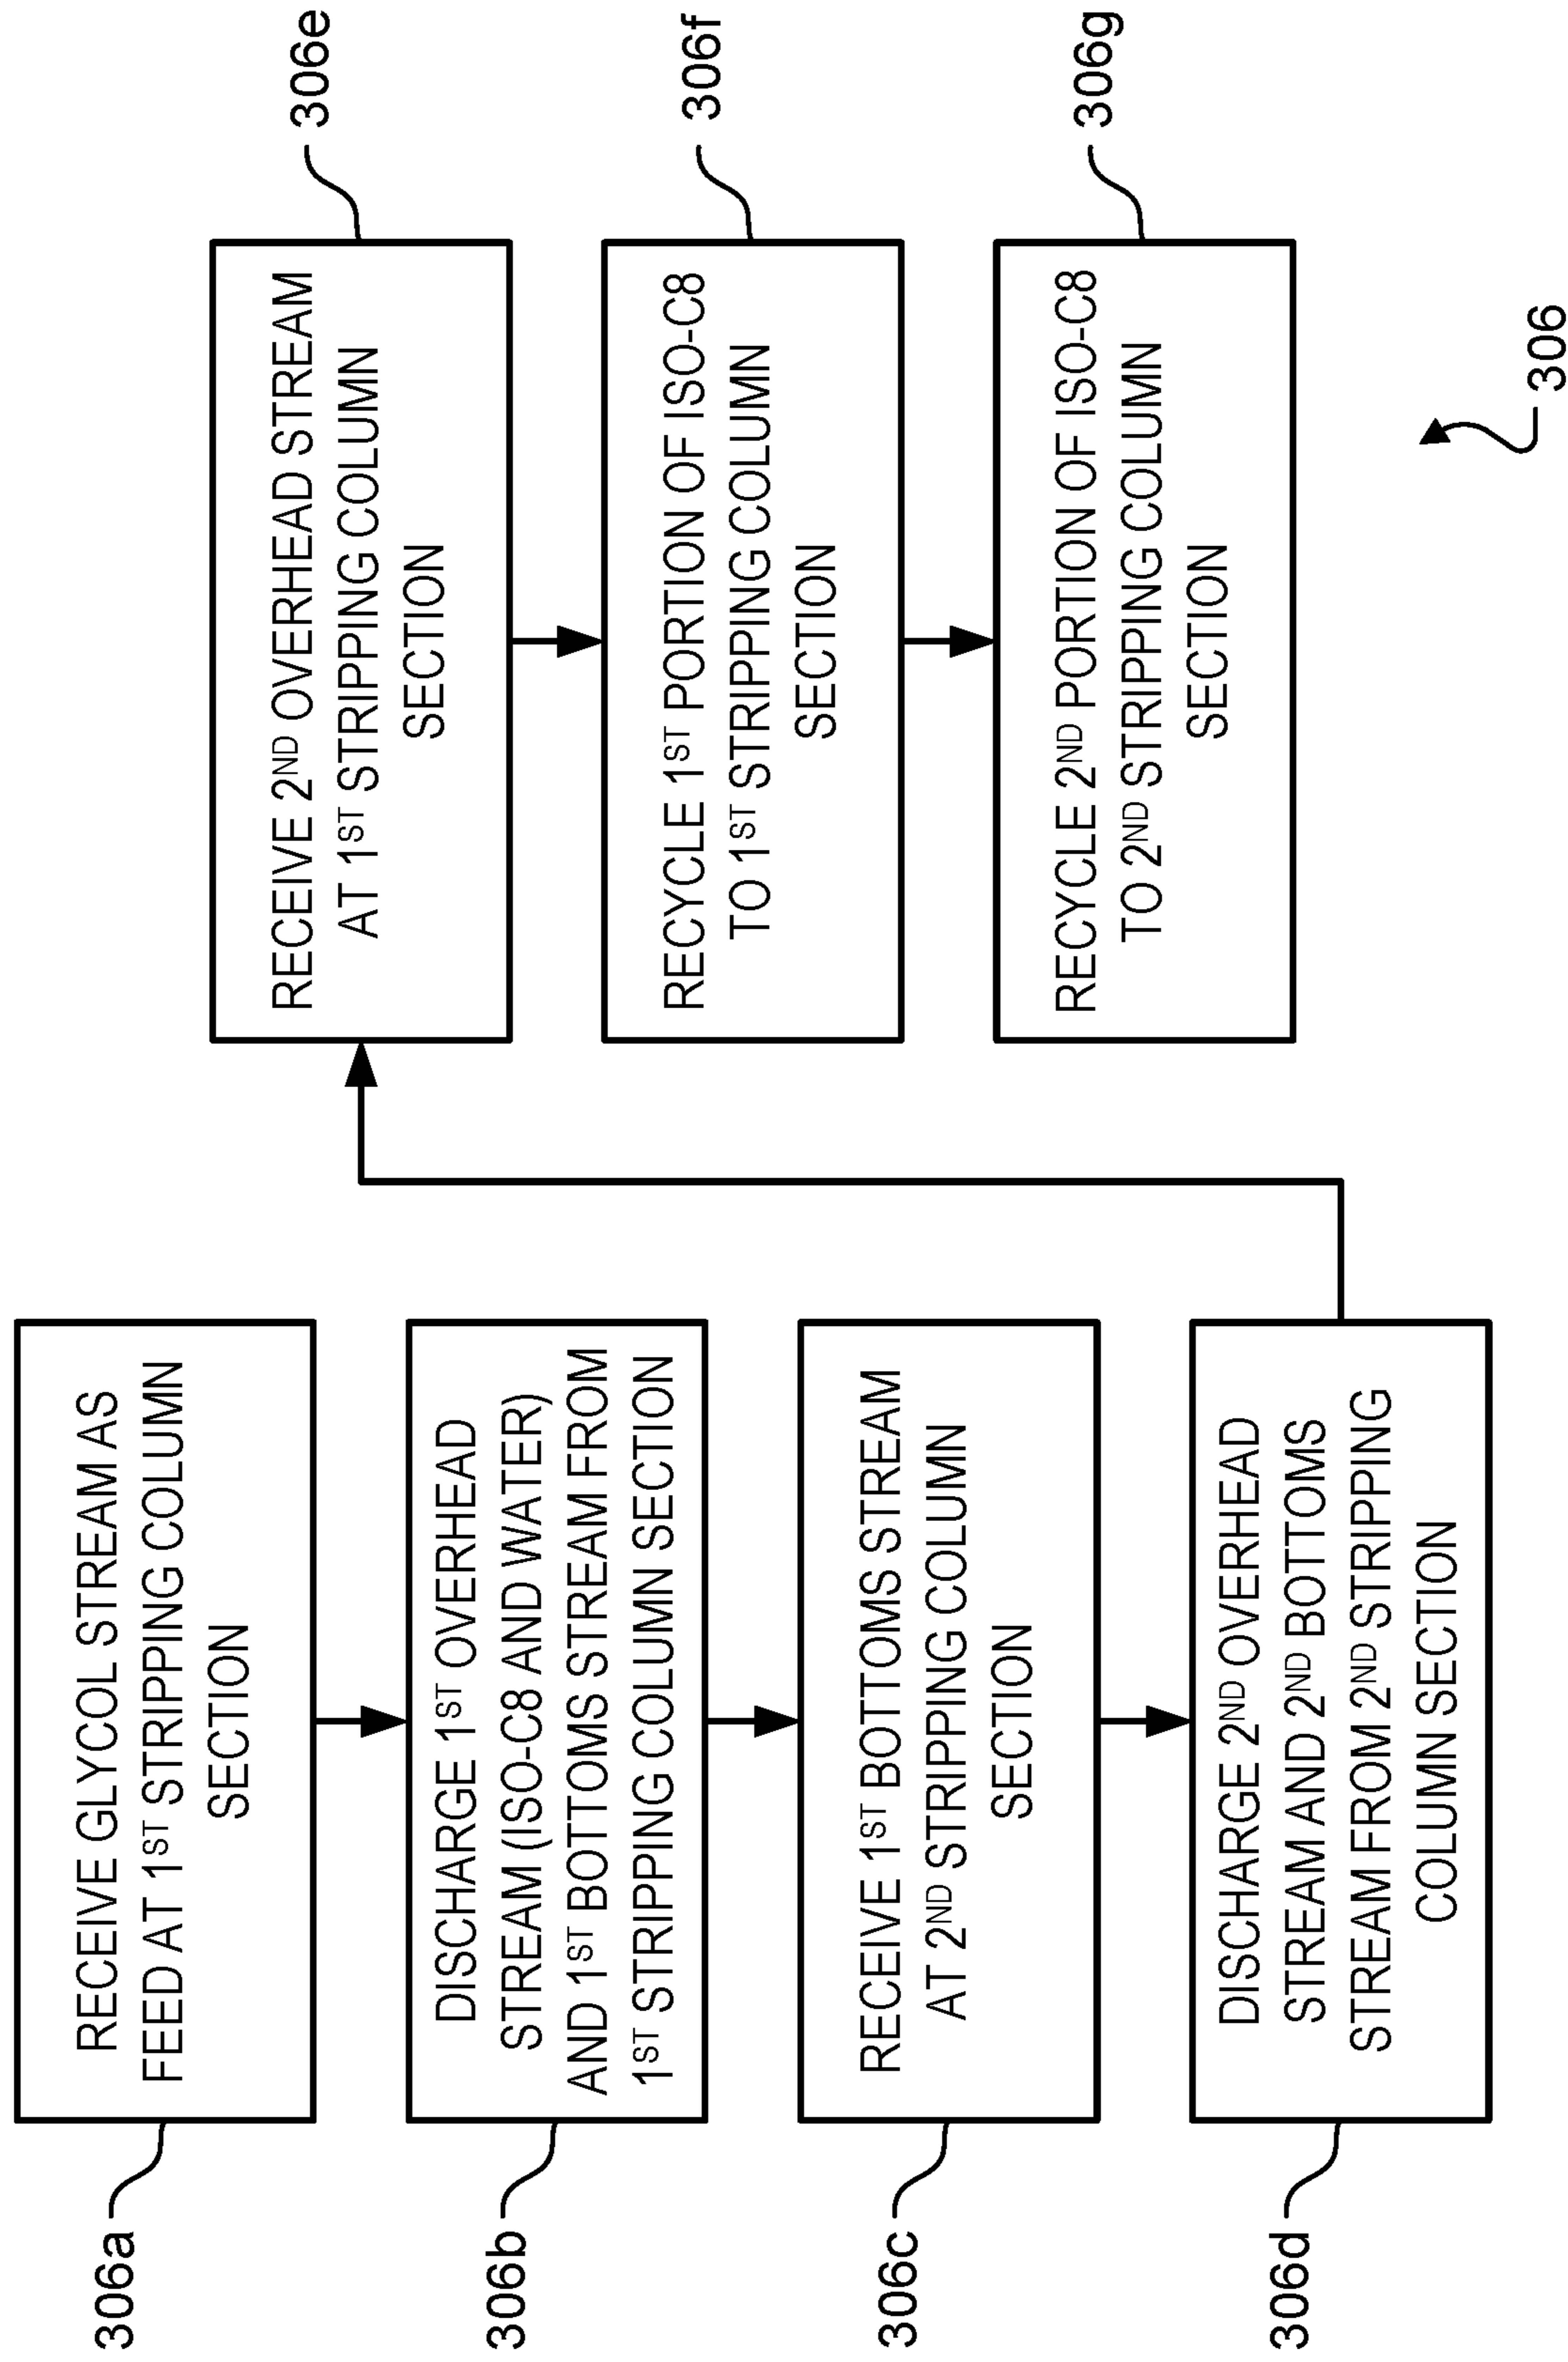 306a
RECEIVE GLYCOL STREAM AS
FEED AT 1ST STRIPPING COLUMN
SECTION
306b
DISCHARGE 1ST OVERHEAD
STREAM (ISO-C8 AND WATER)
AND 1ST BOTTOMS STREAM FROM
1ST STRIPPING COLUMN SECTION
306c
RECEIVE 1ST BOTTOMS STREAM
AT 2ND STRIPPING COLUMN
SECTION
306d
DISCHARGE 2ND OVERHEAD
STREAM AND 2ND BOTTOMS
STREAM FROM 2ND STRIPPING
COLUMN SECTION
306e
RECEIVE 2ND OVERHEAD STREAM
AT 1ST STRIPPING COLUMN
SECTION
306f
RECYCLE 1ST PORTION OF ISO-C8
TO 1ST STRIPPING COLUMN
SECTION
306g
RECYCLE 2ND PORTION OF ISO-C8
TO 2ND STRIPPING COLUMN
SECTION
306